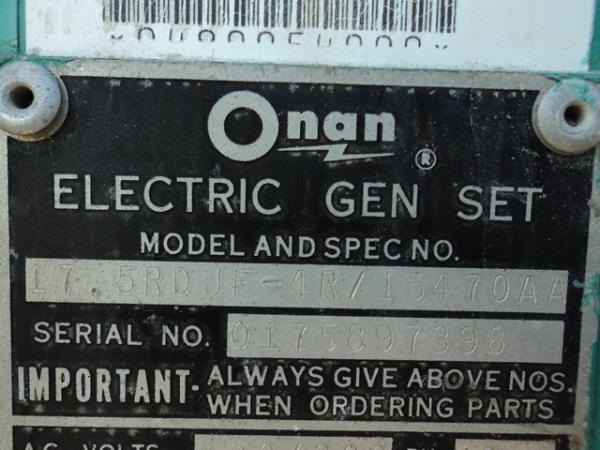 Onan ®
ELECTRIC GEN SET
MODEL AND SPEC NO.
17.5RDJF-4R/15470AA
SERIAL NO. 0175897398
IMPORTANT- ALWAYS GIVE ABOVE NOS.
WHEN ORDERING PARTS
A.C. VOLTS